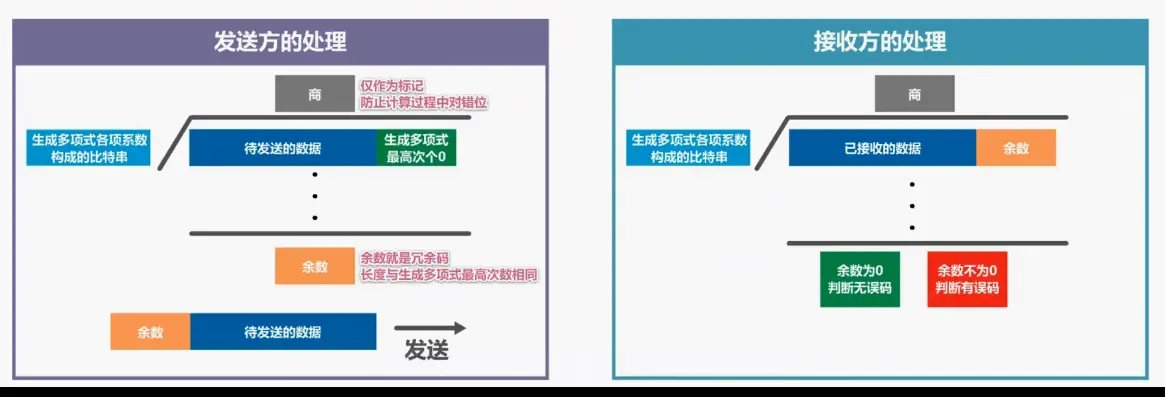 发送方的处理
商
仅作为标记
防止计算过程中对错位
生成多项式各项系数
构成的比特串
待发送的数据
生成多项式
最高次个0
余数
余数就是冗余码
长度与生成多项式最高次数相同
余数
待发送的数据
发送
接收方的处理
商
生成多项式各项系数
构成的比特串
已接收的数据
余数
余数为0
判断无误码
余数不为0
判断有误码